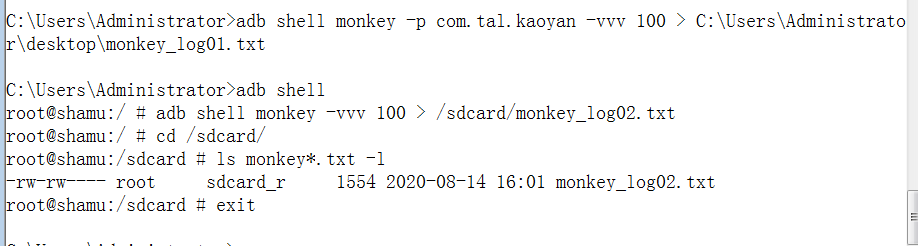 C:\Users\Administrator>adb shell monkey -p com.tal.kaoyan -vvv 100 > C:\Users\Administrato
r\desktop\monkey_log01.txt
C:\Users\Administrator>adb shell
root@shamu:/ # adb shell monkey -vvv 100 > /sdcard/monkey_log02.txt
root@shamu:/ # cd /sdcard/
root@shamu:/sdcard # ls monkey*.txt -l
-rw-rw---- root     sdcard_r     1554 2020-08-14 16:01 monkey_log02.txt
root@shamu:/sdcard # exit